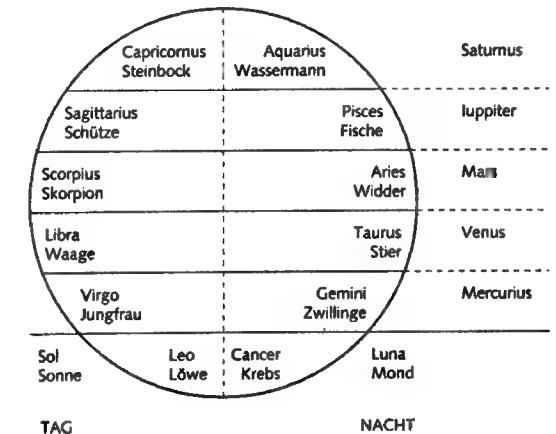 Capricornus Aquarius Saturnus
Steinbock Wassermann
Sagittarius Pisces Iuppiter
Schütze Fische
Scorpius Aries Mars
Skorpion Widder
Libra Taurus Venus
Waage Stier
Virgo Gemini Mercurius
Jungfrau Zwillinge
Sol Leo Cancer Luna
Sonne Löwe Krebs Mond
TAG NACHT